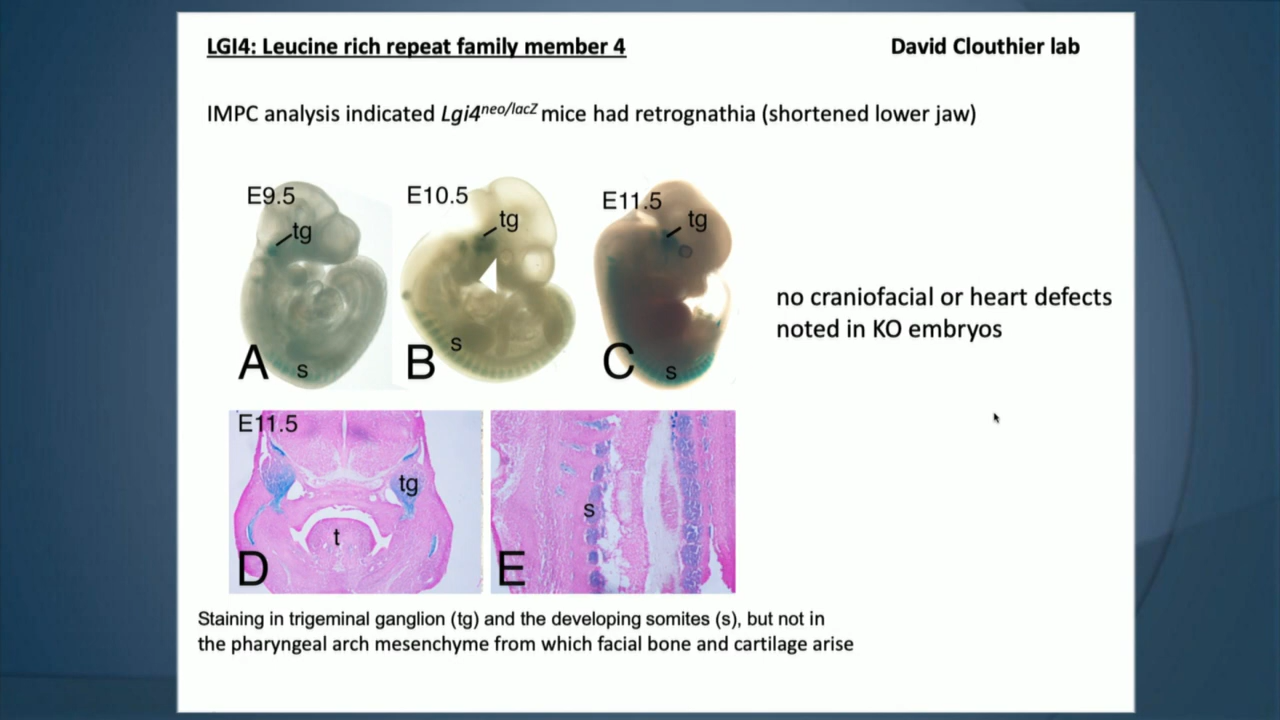 LGI4: Leucine rich repeat family member 4
David Clouthier lab
IMPC analysis indicated Lgi4neo/lacZ mice had retrognathia (shortened lower jaw)
E9.5
tg
s
A
E10.5
tg
s
B
E11.5
tg
s
C
no craniofacial or heart defects
noted in KO embryos
E11.5
tg
t
D
s
E
Staining in trigeminal ganglion (tg) and the developing somites (s), but not in
the pharyngeal arch mesenchyme from which facial bone and cartilage arise